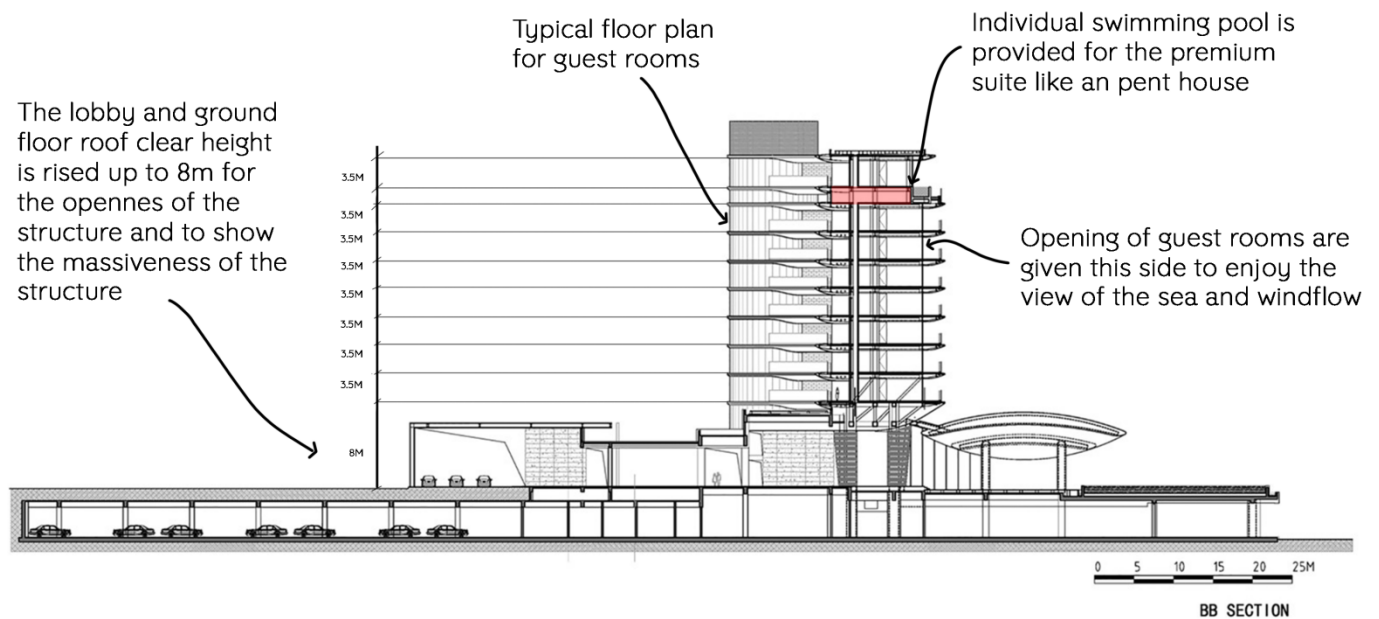 Typical floor plan
for guest rooms
Individual swimming pool is
provided for the premium
suite like an pent house
The lobby and ground
floor roof clear height
is rised up to 8m for
the opennes of the
structure and to show
the massiveness of the
structure
Opening of guest rooms are
given this side to enjoy the
view of the sea and windflow
3.5M
3.5M
3.5M
3.5M
3.5M
3.5M
3.5M
3.5M
8M
0 5 10 15 20 25M
BB SECTION